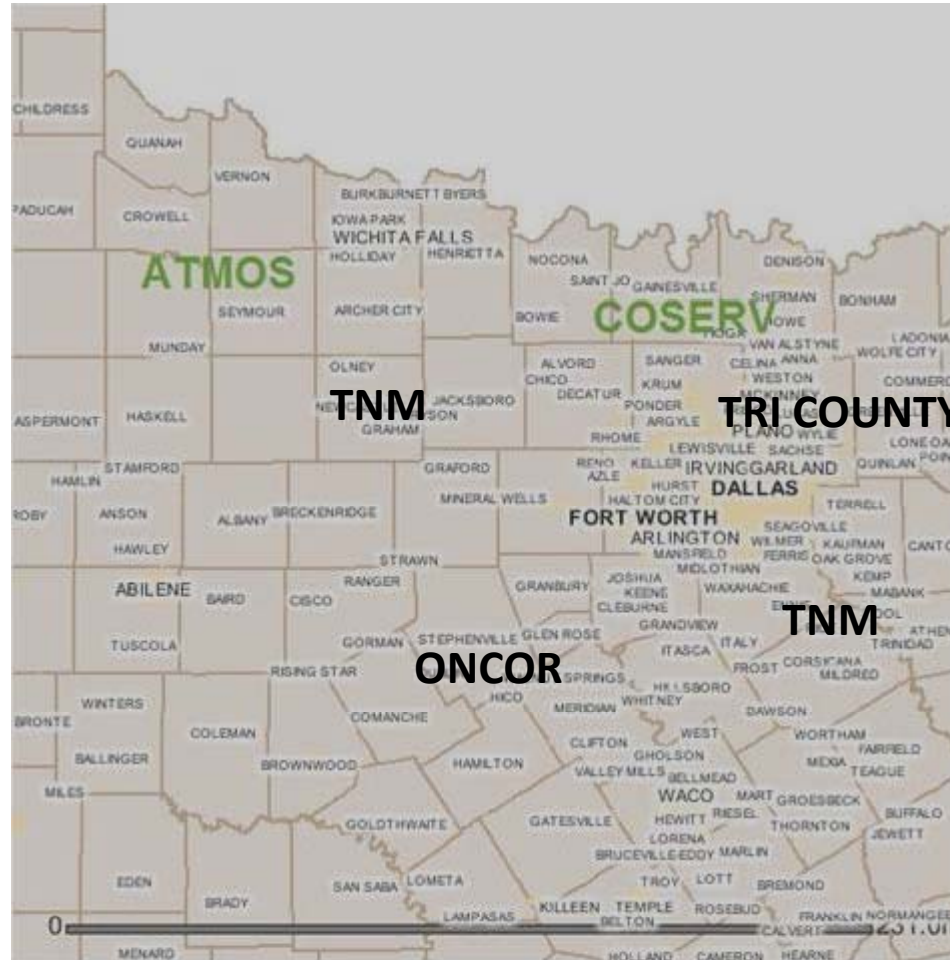 CHILDRESS
QUANAH
VERNON
PADUCAH
CROWELL
BURKBURNETT BYERS
IOWA PARK
WICHITA FALLS
HOLLIDAY
HENRIETTA
NOCONA
DENISON
ATMOS
SAINT JO
GAINESVILLE
SEYMOUR
ARCHER CITY
BOWIE
COSERV
SHERMAN
BONHAM
HOWE
MUNDAY
VAN ALSTYNE
LADONIA
WOLFE CITY
OLNEY
ALVORD
SANGER
CELINA ANNA
CHICO
DECATUR
KRUM
WESTON
COMMERC
MCKINNEY
ASPERMONT
HASKELL
TNM
JACKSBORO
PONDER
TRI COUNTY
GRAHAM
ARGYLE
RHOME
PLANO WYLIE
LEWISVILLE
SACHSE
STAMFORD
GRAFORD
RENO
KELLER
IRVING GARLAND
QUINLAN
POIN
HAMLIN
AZLE
HURST
DALLAS
ROBY
ANSON
ALBANY
BRECKENRIDGE
MINERAL WELLS
HALTOM CITY
TERRELL
FORT WORTH
SEAGOVILLE
HAWLEY
ARLINGTON
WILMER
KAUFMAN
CANTO
STRAWN
MANSFIELD
FERRIS
OAK GROVE
MIDLOTHIAN
ABILENE
BAIRD
CISCO
RANGER
GRANBURY
JOSHUA
KEENE
WAXAHACHIE
KEMP
MABANK
CLEBURNE
TNM
TUSCOLA
GORMAN
STEPHENVILLE
GLEN ROSE
GRANDVIEW
ITASCA
ITALY
ATHEN
TRINIDAD
RISING STAR
ONCOR
SPRINGS
FROST
CORSICANA
MILDRED
HICO
HILLSBORO
WINTERS
MERIDIAN
WHITNEY
DAWSON
BRONTE
COLEMAN
COMANCHE
CLIFTON
WEST
WORTHAM
BALLINGER
BROWNWOOD
HAMILTON
GHOLSON
FAIRFIELD
VALLEY MILLS
BELLMEAD
MEXIA
TEAGUE
MILES
WACO
MART
GROESBECK
GOLDTHWAITE
GATESVILLE
HEWITT
RIESEL
THORNTON
BUFFALO
LORENA
JEWETT
BRUCEVILLE-EDDY
MARLIN
EDEN
SAN SABA
LOMETA
TROY
LOTT
BREMOND
BRADY
LAMPASAS
KILLEEN
TEMPLE
ROSEBUD
FRANKLIN
NORMANGEE
BELTON
0
CALVERT
MENARD
HOLLAND
CAMERON
HEARNE